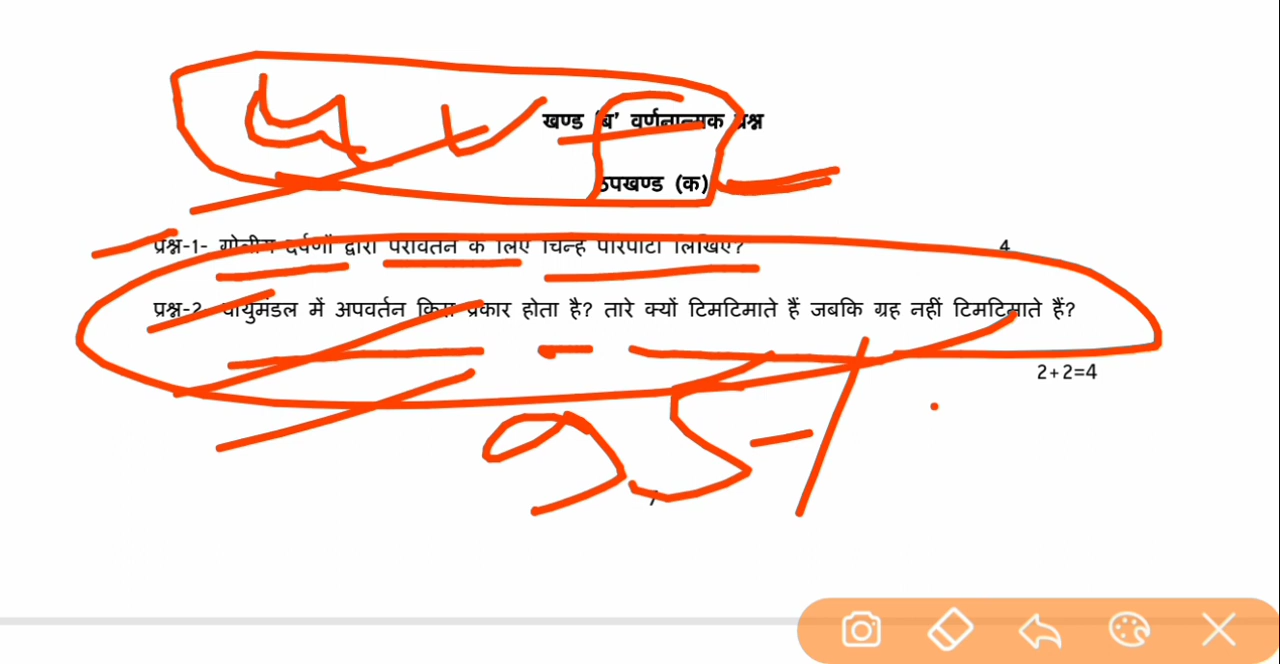 खण्ड 'ब' वर्णनात्मक प्रश्न
उपखण्ड (क)
प्रश्न-1- गोलीय दर्पणों द्वारा परावर्तन के लिए चिन्ह परिपाटी लिखिए? 4
प्रश्न-2- वायुमंडल में अपवर्तन किस प्रकार होता है? तारे क्यों टिमटिमाते हैं जबकि ग्रह नहीं टिमटिमाते हैं?
2+2=4
7